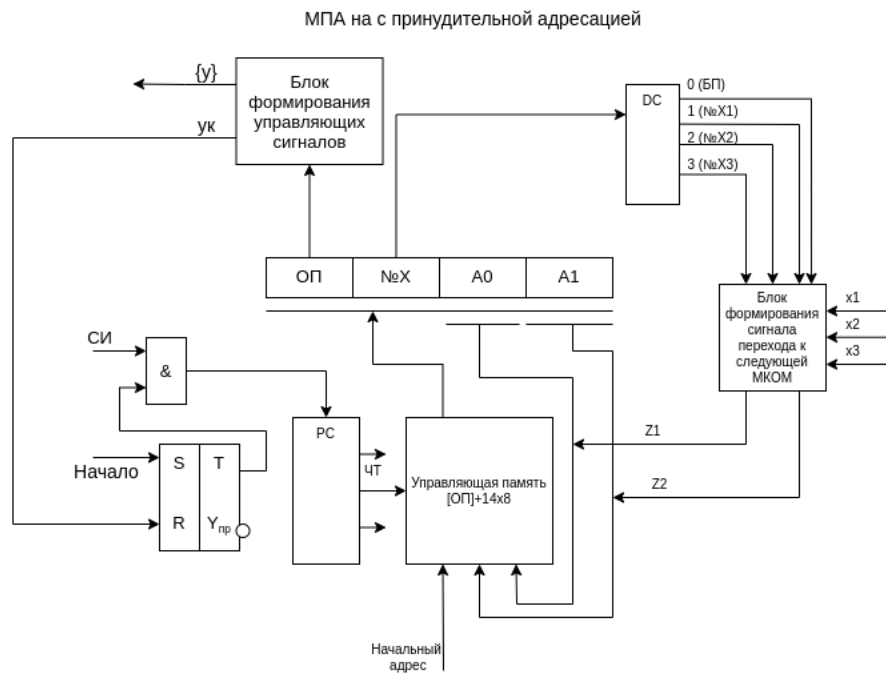 МПА на с принудительной адресацией
{y}
ук
Блок
формирования
управляющих
сигналов
DC
0 (БП)
1 (№X1)
2 (№X2)
3 (№X3)
ОП
№X
A0
A1
Блок
формирования
сигнала
перехода к
следующей
МКОМ
x1
x2
x3
СИ
&
Начало
S
T
R
Yпр
РС
ЧТ
Управляющая память
[ОП]+14x8
Z1
Z2
Начальный
адрес